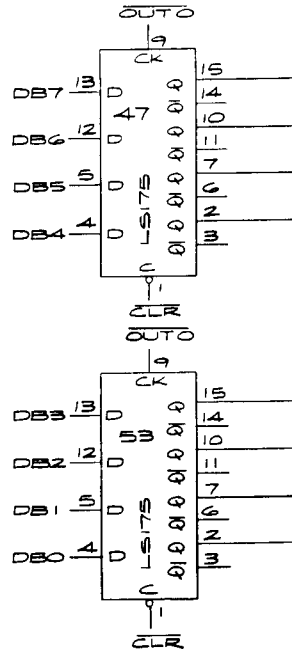 OUTO
9
CK
DB7 13 D Q 15
47
Q 14
DB6 12 D Q 10
Q 11
DB5 5 D Q 7
LS175
Q 6
DB4 4 D Q 2
Q 3
C
1
CLR
OUTO
9
CK
DB3 13 D Q 15
53
Q 14
DB2 12 D Q 10
Q 11
DB1 5 D Q 7
LS175
Q 6
DB0 4 D Q 2
Q 3
C
1
CLR